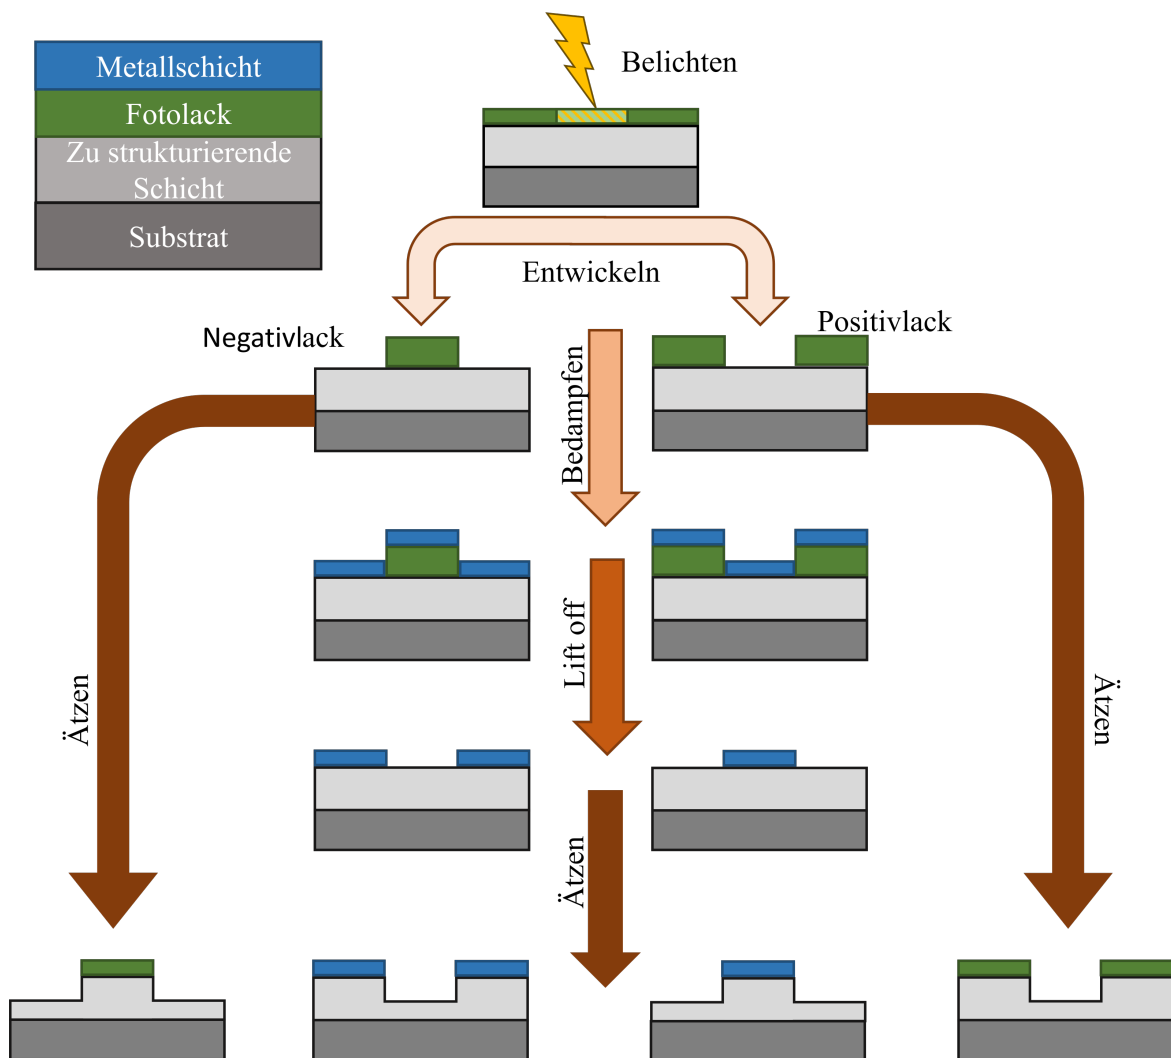 Metallschicht
Fotolack
Zu strukturierende
Schicht
Substrat
Belichten
Entwickeln
Negativlack
Positivlack
Bedampfen
Lift off
Ätzen
Ätzen
Ätzen